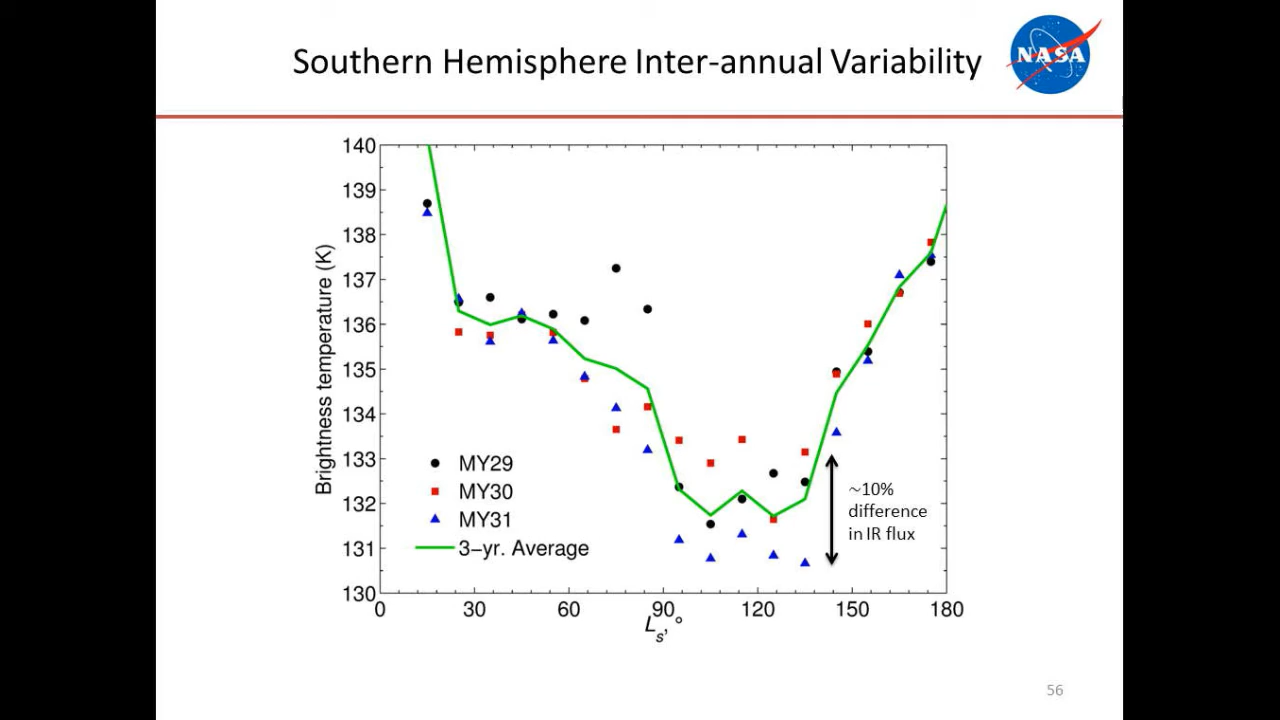 Southern Hemisphere Inter-annual Variability
NASA
140
139
138
137
136
135
134
133
132
131
130
Brightness temperature (K)
MY29
MY30
MY31
3-yr. Average
~10%
difference
in IR flux
0 30 60 90 120 150 180
Ls, °
56